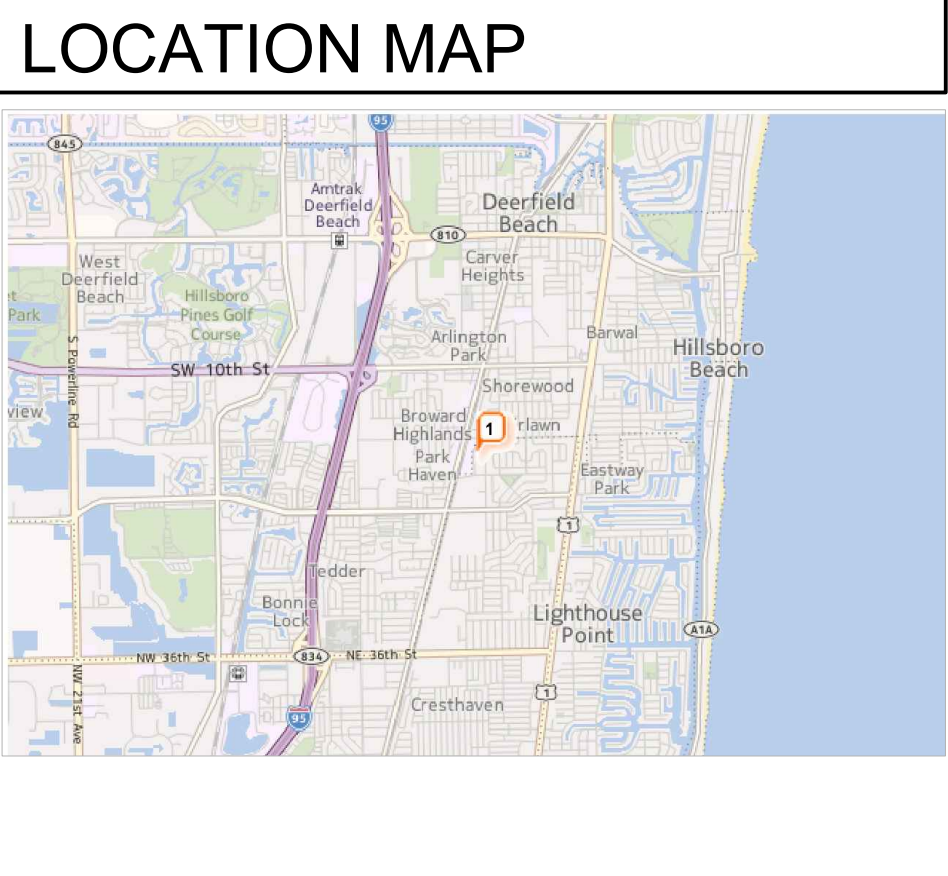 LOCATION MAP
95
845
Amtrak
Deerfield
Beach
Deerfield
Beach
810
West
Deerfield
Beach
Carver
Heights
et
Park
Hillsboro
Pines Golf
Course
Arlington
Park
Barwal
Hillsboro
Beach
S Powerline Rd
SW 10th St
Shorewood
view
Broward
Highlands
1
rlawn
Park
Haven
Eastway
Park
1
Tedder
Bonnie
Lock
Lighthouse
Point
A1A
NW 36th St
834
NE 36th St
NW 21st Ave
1
Cresthaven
95